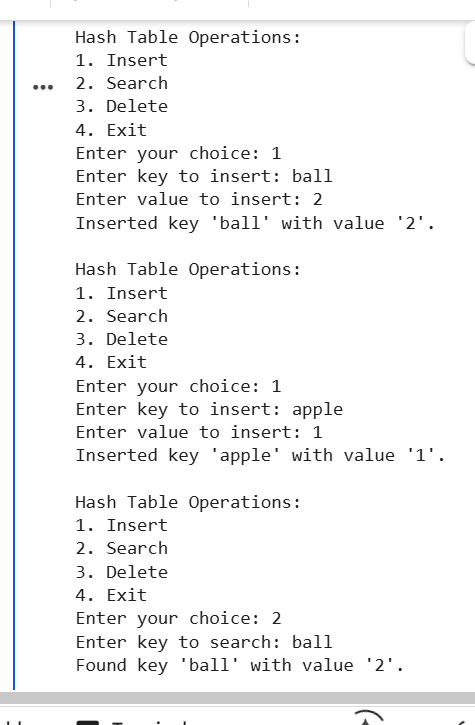 Hash Table Operations:
1. Insert
2. Search
3. Delete
4. Exit
Enter your choice: 1
Enter key to insert: ball
Enter value to insert: 2
Inserted key 'ball' with value '2'.
Hash Table Operations:
1. Insert
2. Search
3. Delete
4. Exit
Enter your choice: 1
Enter key to insert: apple
Enter value to insert: 1
Inserted key 'apple' with value '1'.
Hash Table Operations:
1. Insert
2. Search
3. Delete
4. Exit
Enter your choice: 2
Enter key to search: ball
Found key 'ball' with value '2'.